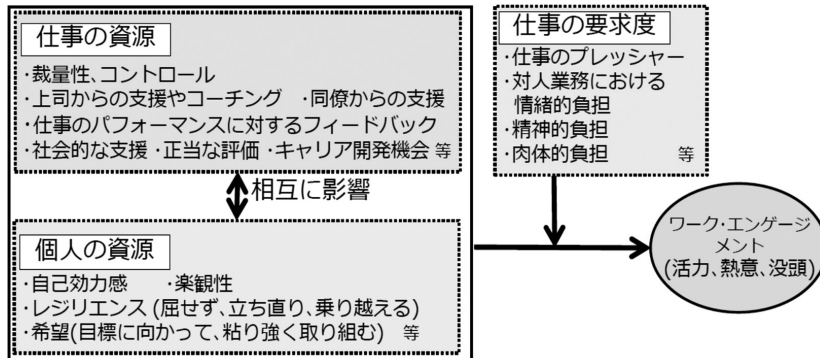 仕事の資源
・裁量性、コントロール
・上司からの支援やコーチング ・同僚からの支援
・仕事のパフォーマンスに対するフィードバック
・社会的な支援・正当な評価・キャリア開発機会 等
相互に影響
個人の資源
・自己効力感 ・楽観性
・レジリエンス (屈せず、立ち直り、乗り越える)
・希望(目標に向かって、粘り強く取り組む) 等
仕事の要求度
・仕事のプレッシャー
・対人業務における
情緒的負担
・精神的負担
・肉体的負担 等
ワーク・エンゲージ
メント
(活力、熱意、没頭)